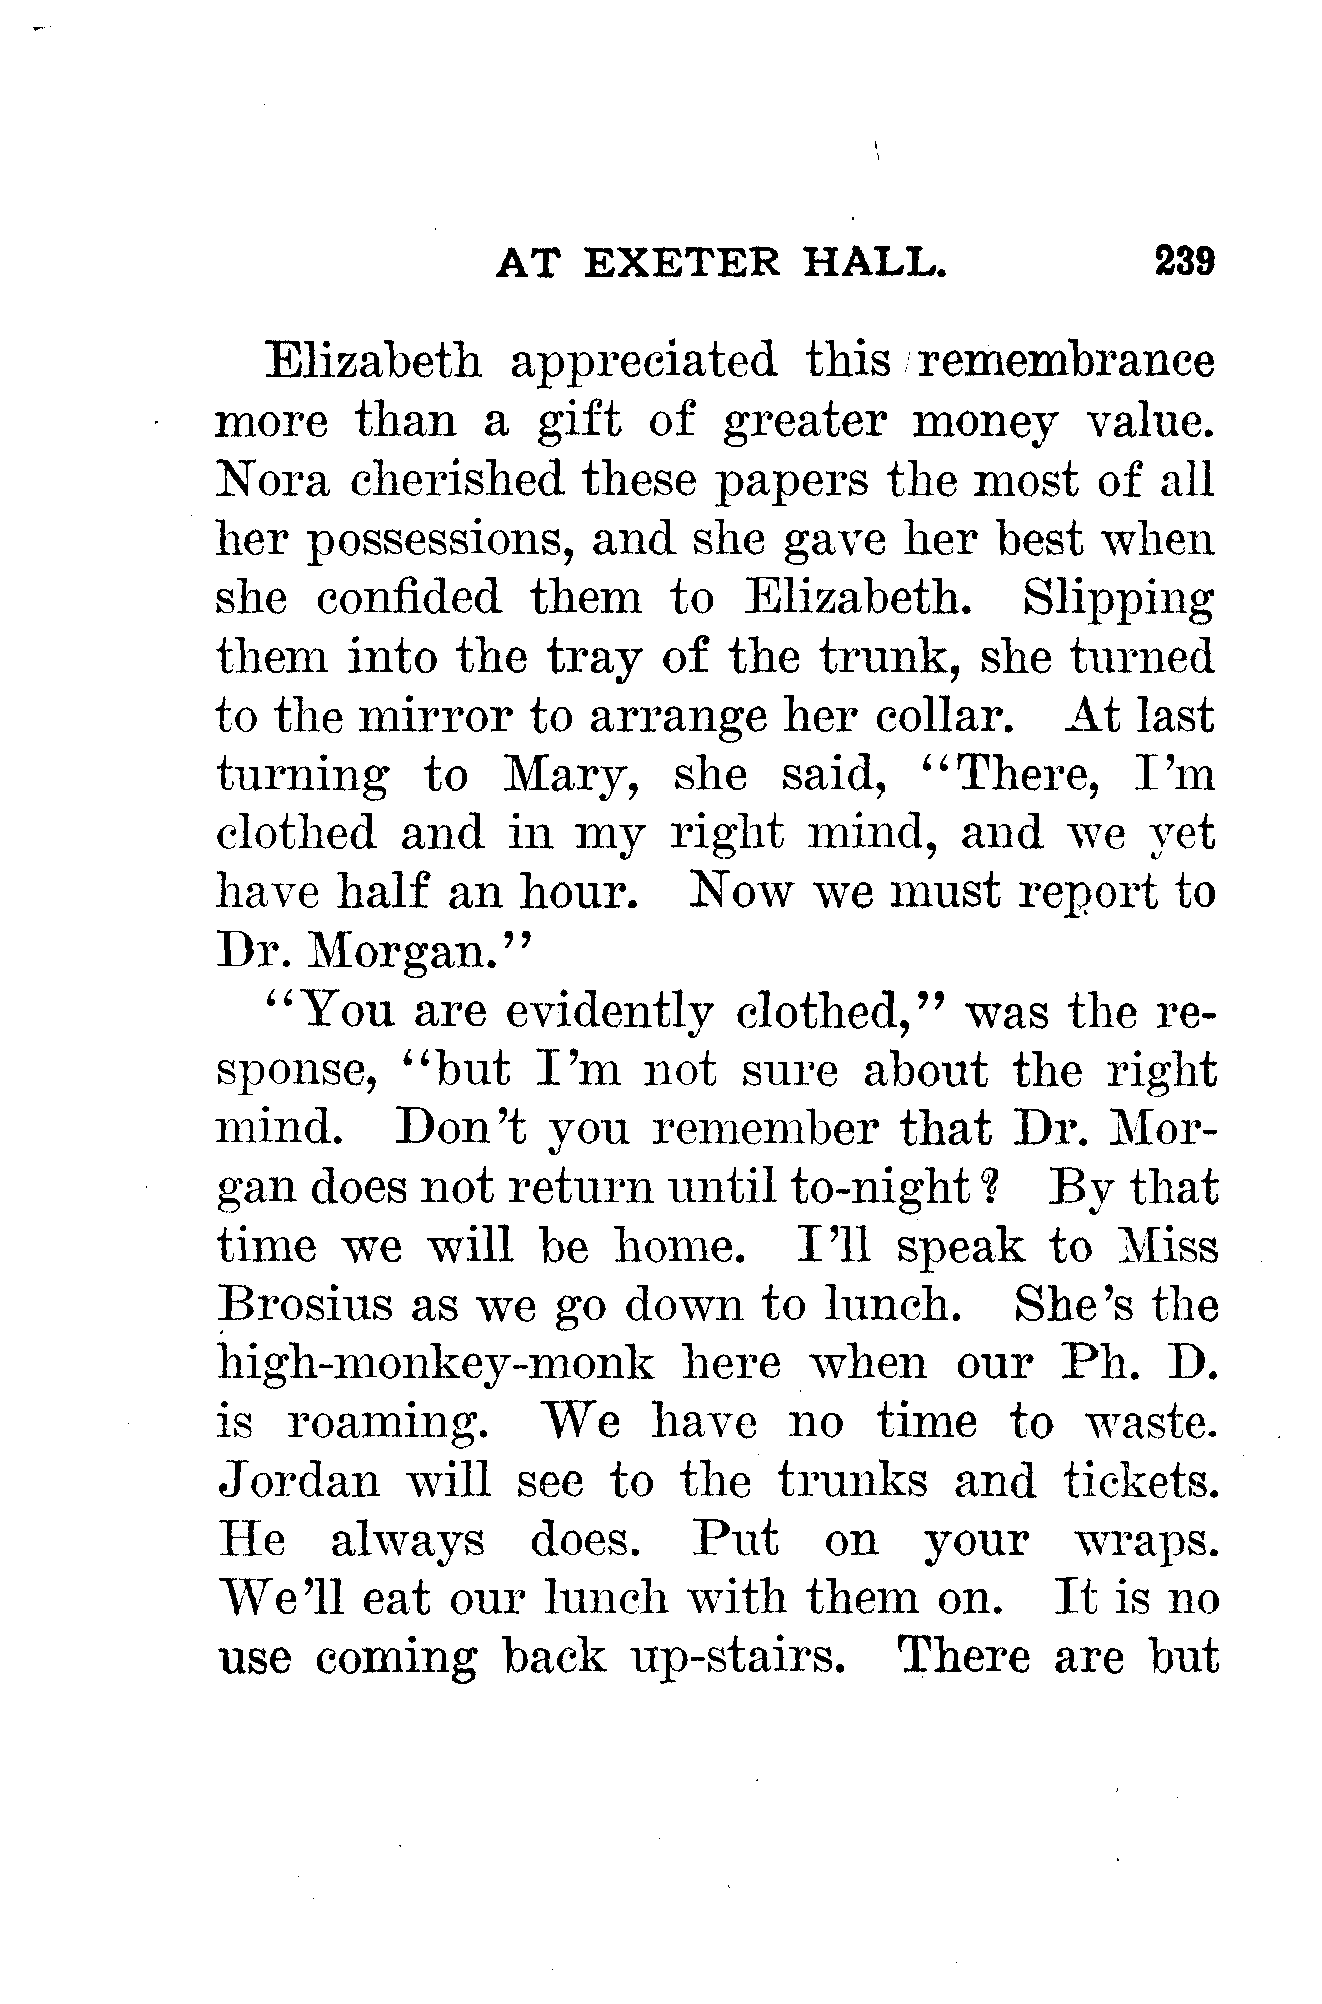 AT EXETER HALL. 239
Elizabeth appreciated this remembrance
more than a gift of greater money value.
Nora cherished these papers the most of all
her possessions, and she gave her best when
she confided them to Elizabeth. Slipping
them into the tray of the trunk, she turned
to the mirror to arrange her collar. At last
turning to Mary, she said, "There, I'm
clothed and in my right mind, and we yet
have half an hour. Now we must report to
Dr. Morgan."
"You are evidently clothed," was the re-
sponse, "but I'm not sure about the right
mind. Don't you remember that Dr. Mor-
gan does not return until to-night? By that
time we will be home. I'll speak to Miss
Brosius as we go down to lunch. She's the
high-monkey-monk here when our Ph. D.
is roaming. We have no time to waste.
Jordan will see to the trunks and tickets.
He always does. Put on your wraps.
We'll eat our lunch with them on. It is no
use coming back up-stairs. There are but